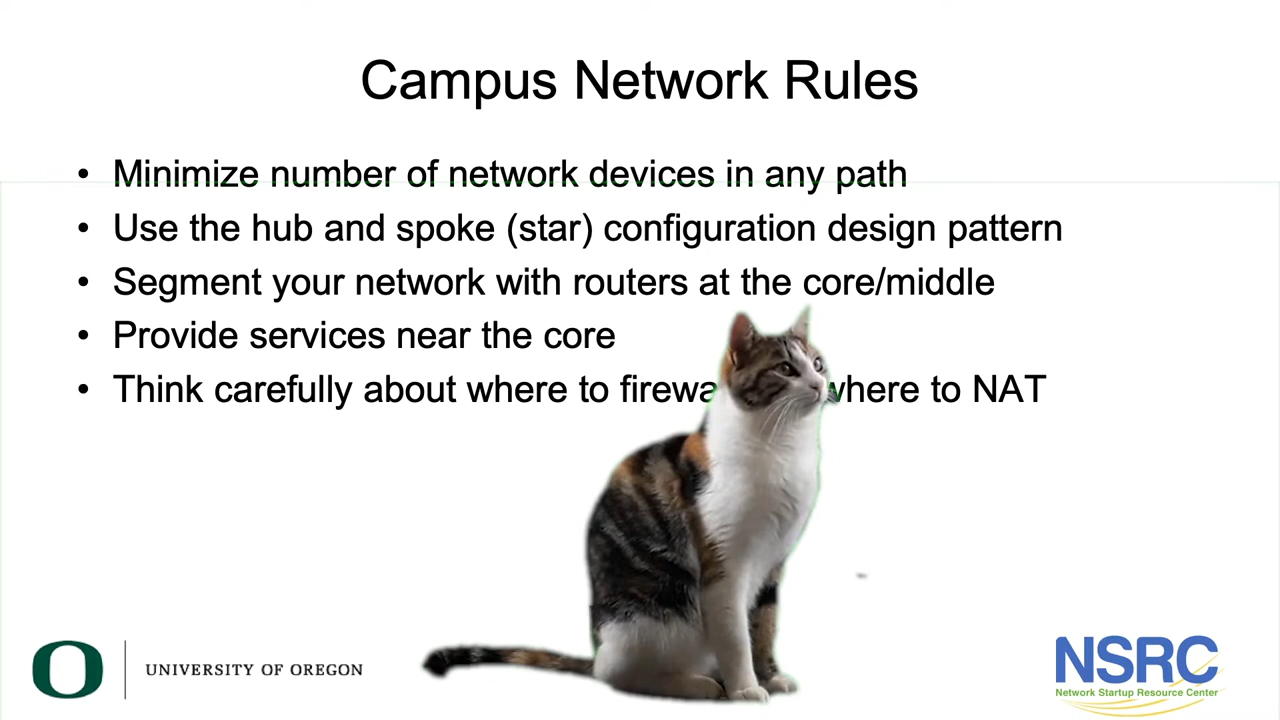 Campus Network Rules
• Minimize number of network devices in any path
• Use the hub and spoke (star) configuration design pattern
• Segment your network with routers at the core/middle
• Provide services near the core
• Think carefully about where to where to NAT
O UNIVERSITY OF OREGON
NSRC
Network Startup Resource Center